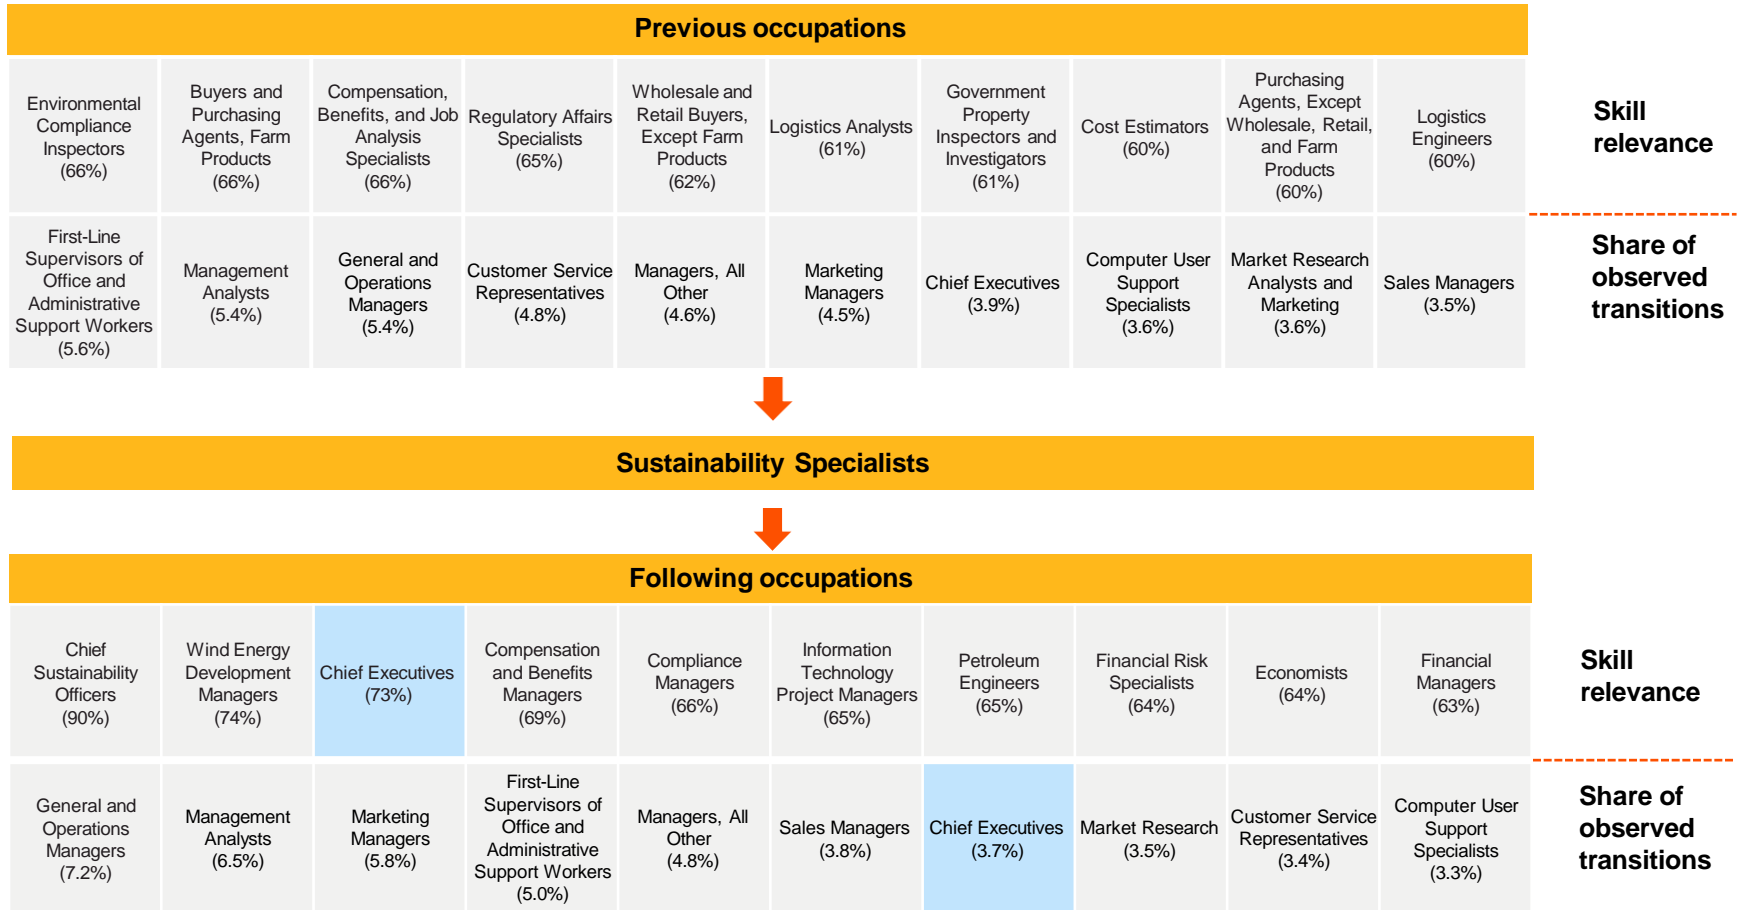 Previous occupations
Environmental
Compliance
Inspectors
(66%)
Buyers and
Purchasing
Agents, Farm
Products
(66%)
Compensation,
Benefits, and Job
Analysis
Specialists
(66%)
Regulatory Affairs
Specialists
(65%)
Wholesale and
Retail Buyers,
Except Farm
Products
(62%)
Logistics Analysts
(61%)
Government
Property
Inspectors and
Investigators
(61%)
Cost Estimators
(60%)
Purchasing
Agents, Except
Wholesale, Retail,
and Farm
Products
(60%)
Logistics
Engineers
(60%)
Skill
relevance
First-Line
Supervisors of
Office and
Administrative
Support Workers
(5.6%)
Management
Analysts
(5.4%)
General and
Operations
Managers
(5.4%)
Customer Service
Representatives
(4.8%)
Managers, All
Other
(4.6%)
Marketing
Managers
(4.5%)
Chief Executives
(3.9%)
Computer User
Support
Specialists
(3.6%)
Market Research
Analysts and
Marketing
(3.6%)
Sales Managers
(3.5%)
Share of
observed
transitions
Sustainability Specialists
Following occupations
Chief
Sustainability
Officers
(90%)
Wind Energy
Development
Managers
(74%)
Chief Executives
(73%)
Compensation
and Benefits
Managers
(69%)
Compliance
Managers
(66%)
Information
Technology
Project Managers
(65%)
Petroleum
Engineers
(65%)
Financial Risk
Specialists
(64%)
Economists
(64%)
Financial
Managers
(63%)
Skill
relevance
General and
Operations
Managers
(7.2%)
Management
Analysts
(6.5%)
Marketing
Managers
(5.8%)
First-Line
Supervisors of
Office and
Administrative
Support Workers
(5.0%)
Managers, All
Other
(4.8%)
Sales Managers
(3.8%)
Chief Executives
(3.7%)
Market Research
(3.5%)
Customer Service
Representatives
(3.4%)
Computer User
Support
Specialists
(3.3%)
Share of
observed
transitions